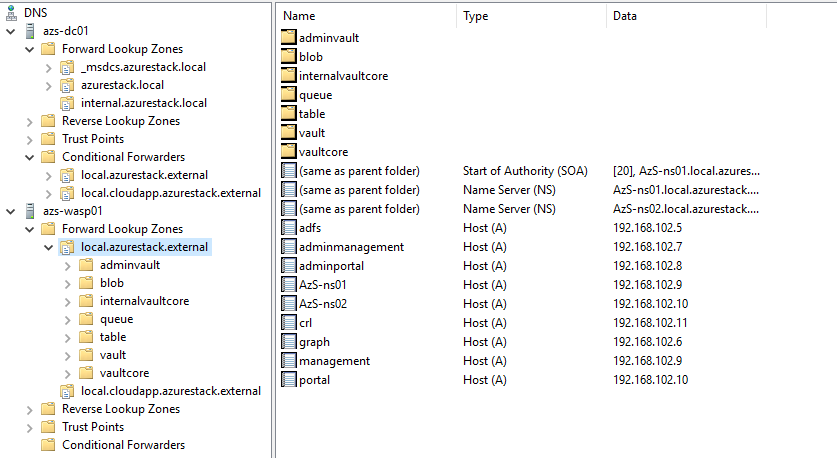 DNS
azs-dc01
Forward Lookup Zones
_msdcs.azurestack.local
azurestack.local
internal.azurestack.local
Reverse Lookup Zones
Trust Points
Conditional Forwarders
local.azurestack.external
local.cloudapp.azurestack.external
azs-wasp01
Forward Lookup Zones
local.azurestack.external
adminvault
blob
internalvaultcore
queue
table
vault
vaultcore
local.cloudapp.azurestack.external
Reverse Lookup Zones
Trust Points
Conditional Forwarders
Name Type Data
adminvault
blob
internalvaultcore
queue
table
vault
vaultcore
(same as parent folder) Start of Authority (SOA) [20], AzS-ns01.local.azures...
(same as parent folder) Name Server (NS) AzS-ns01.local.azurestack....
(same as parent folder) Name Server (NS) AzS-ns02.local.azurestack....
adfs Host (A) 192.168.102.5
adminmanagement Host (A) 192.168.102.7
adminportal Host (A) 192.168.102.8
AzS-ns01 Host (A) 192.168.102.9
AzS-ns02 Host (A) 192.168.102.10
crl Host (A) 192.168.102.11
graph Host (A) 192.168.102.6
management Host (A) 192.168.102.9
portal Host (A) 192.168.102.10